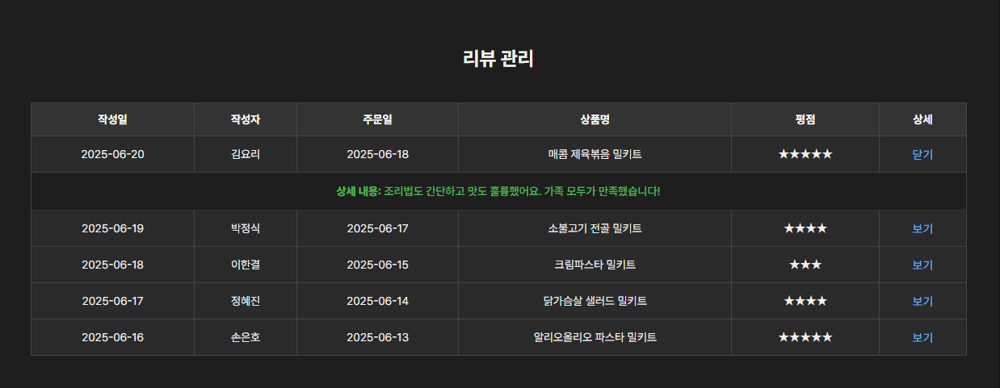 리뷰 관리
작성일 작성자 주문일 상품명 평점 상세
2025-06-20 김요리 2025-06-18 매콤 제육볶음 밀키트 ★★★★★ 닫기
상세 내용: 조리법도 간단하고 맛도 훌륭했어요. 가족 모두가 만족했습니다!
2025-06-19 박정식 2025-06-17 소불고기 전골 밀키트 ★★★★ 보기
2025-06-18 이한결 2025-06-15 크림파스타 밀키트 ★★★ 보기
2025-06-17 정혜진 2025-06-14 닭가슴살 샐러드 밀키트 ★★★★ 보기
2025-06-16 손은호 2025-06-13 알리오올리오 파스타 밀키트 ★★★★★ 보기